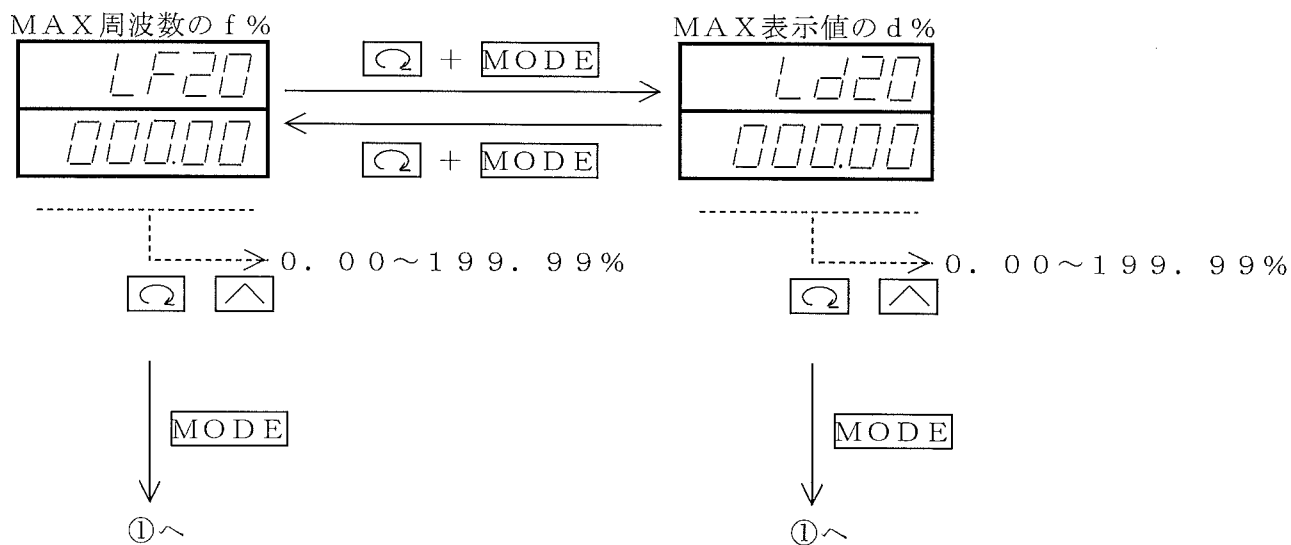 MAX周波数のf% MAX表示値のd%
LF20 + MODE Ld20
000.00 + MODE 000.00
0.00～199.99% 0.00～199.99%
MODE MODE
①へ ①へ